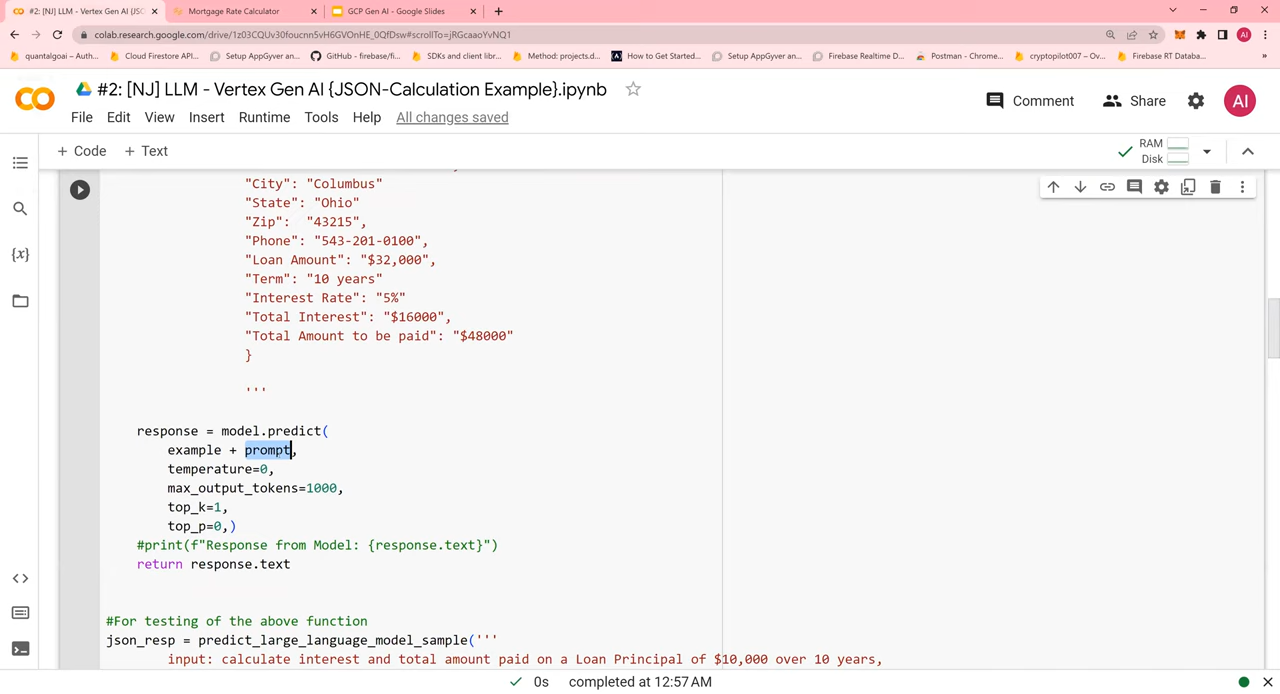 #2: [NJ] LLM - Vertex Gen AI {JS
Mortgage Rate Calculator
GCP Gen AI - Google Slides
colab.research.google.com/drive/1z03CQUv30foucnn5vH6GVOnHE_0QfDsw#scrollTo=jRGcaaoYvNQ1
AI
quantalgoai – Auth...
Cloud Firestore API...
Setup AppGyver an...
GitHub - firebase/fi...
SDKs and client libr...
Method: projects.d...
How to Get Started...
Setup AppGyver an...
Firebase Realtime D...
Postman - Chrome...
cryptopilot007 – Ov...
Firebase RT Databa...
»
CO
#2: [NJ] LLM - Vertex Gen AI {JSON-Calculation Example}.ipynb
Comment
Share
AI
File Edit View Insert Runtime Tools Help All changes saved
+ Code + Text
RAM
Disk
"City": "Columbus"
"State": "Ohio"
"Zip": "43215",
"Phone": "543-201-0100",
"Loan Amount": "$32,000",
"Term": "10 years"
"Interest Rate": "5%"
"Total Interest": "$16000",
"Total Amount to be paid": "$48000"
}
'''
response = model.predict(
example + prompt,
temperature=0,
max_output_tokens=1000,
top_k=1,
top_p=0,)
#print(f"Response from Model: {response.text}")
return response.text
#For testing of the above function
json_resp = predict_large_language_model_sample('''
input: calculate interest and total amount paid on a Loan Principal of $10,000 over 10 years,
{x}
<>
0s completed at 12:57 AM